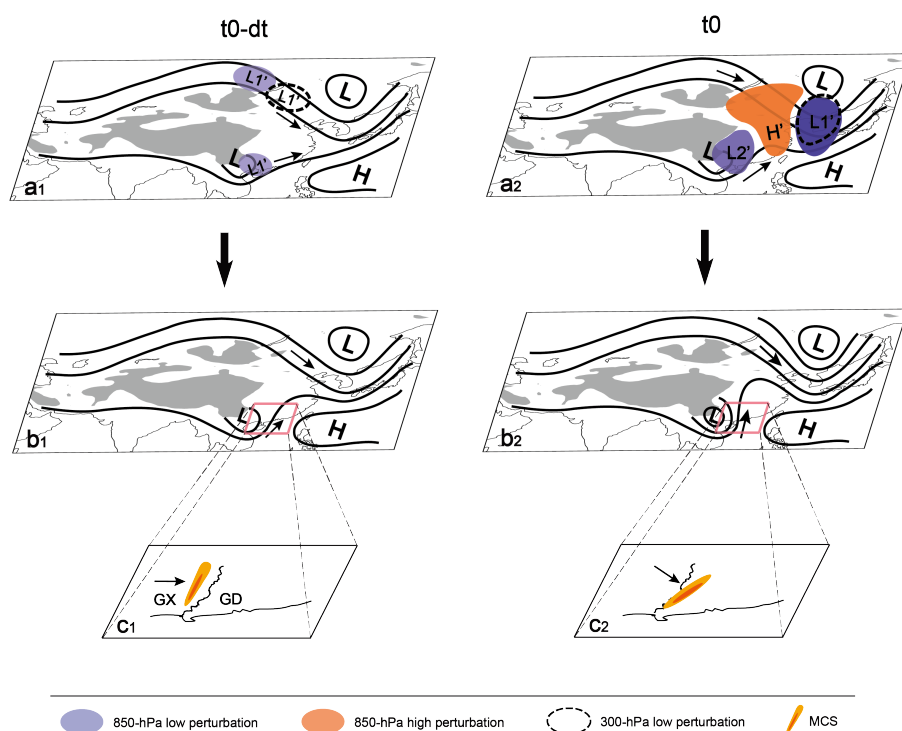 t0-dt
t0
L1'
L1'
L
L
L1'
H
a1
L
L1'
H'
L
L2'
H
a2
L
L
H
b1
L
L
H
b2
GX
GD
c1
c2
850-hPa low perturbation
850-hPa high perturbation
300-hPa low perturbation
MCS